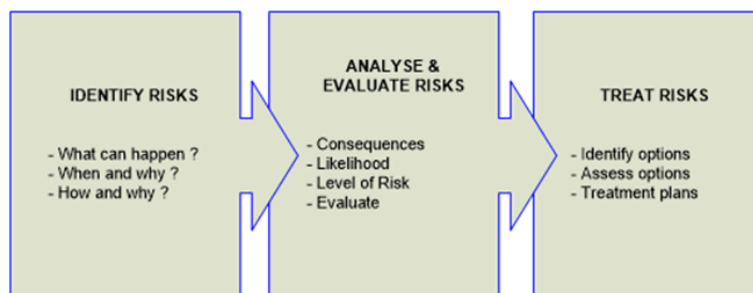 IDENTIFY RISKS
- What can happen ?
- When and why ?
- How and why ?
ANALYSE &
EVALUATE RISKS
- Consequences
- Likelihood
- Level of Risk
- Evaluate
TREAT RISKS
- Identify options
- Assess options
- Treatment plans